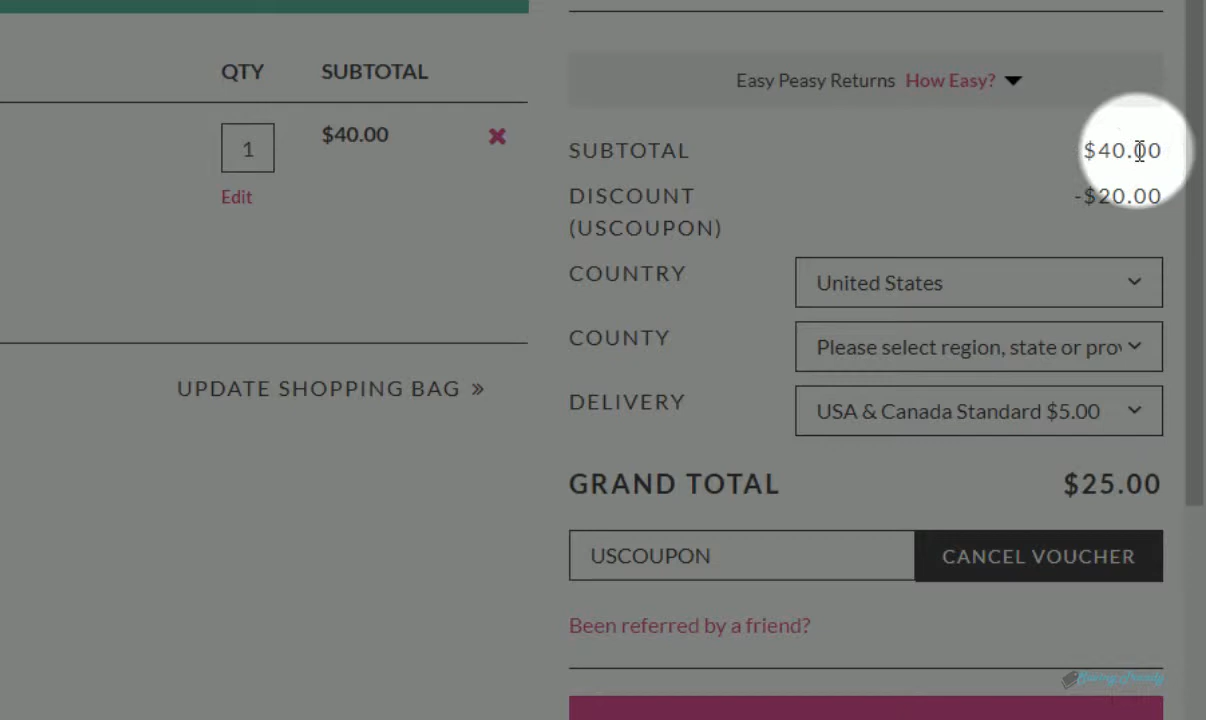 QTY SUBTOTAL
1 $40.00 ✖
Edit
UPDATE SHOPPING BAG »
Easy Peasy Returns How Easy?
SUBTOTAL $40.00
DISCOUNT -$20.00
(USCOUPON)
COUNTRY United States
COUNTY Please select region, state or prov
DELIVERY USA & Canada Standard $5.00
GRAND TOTAL $25.00
USCOUPON CANCEL VOUCHER
Been referred by a friend?